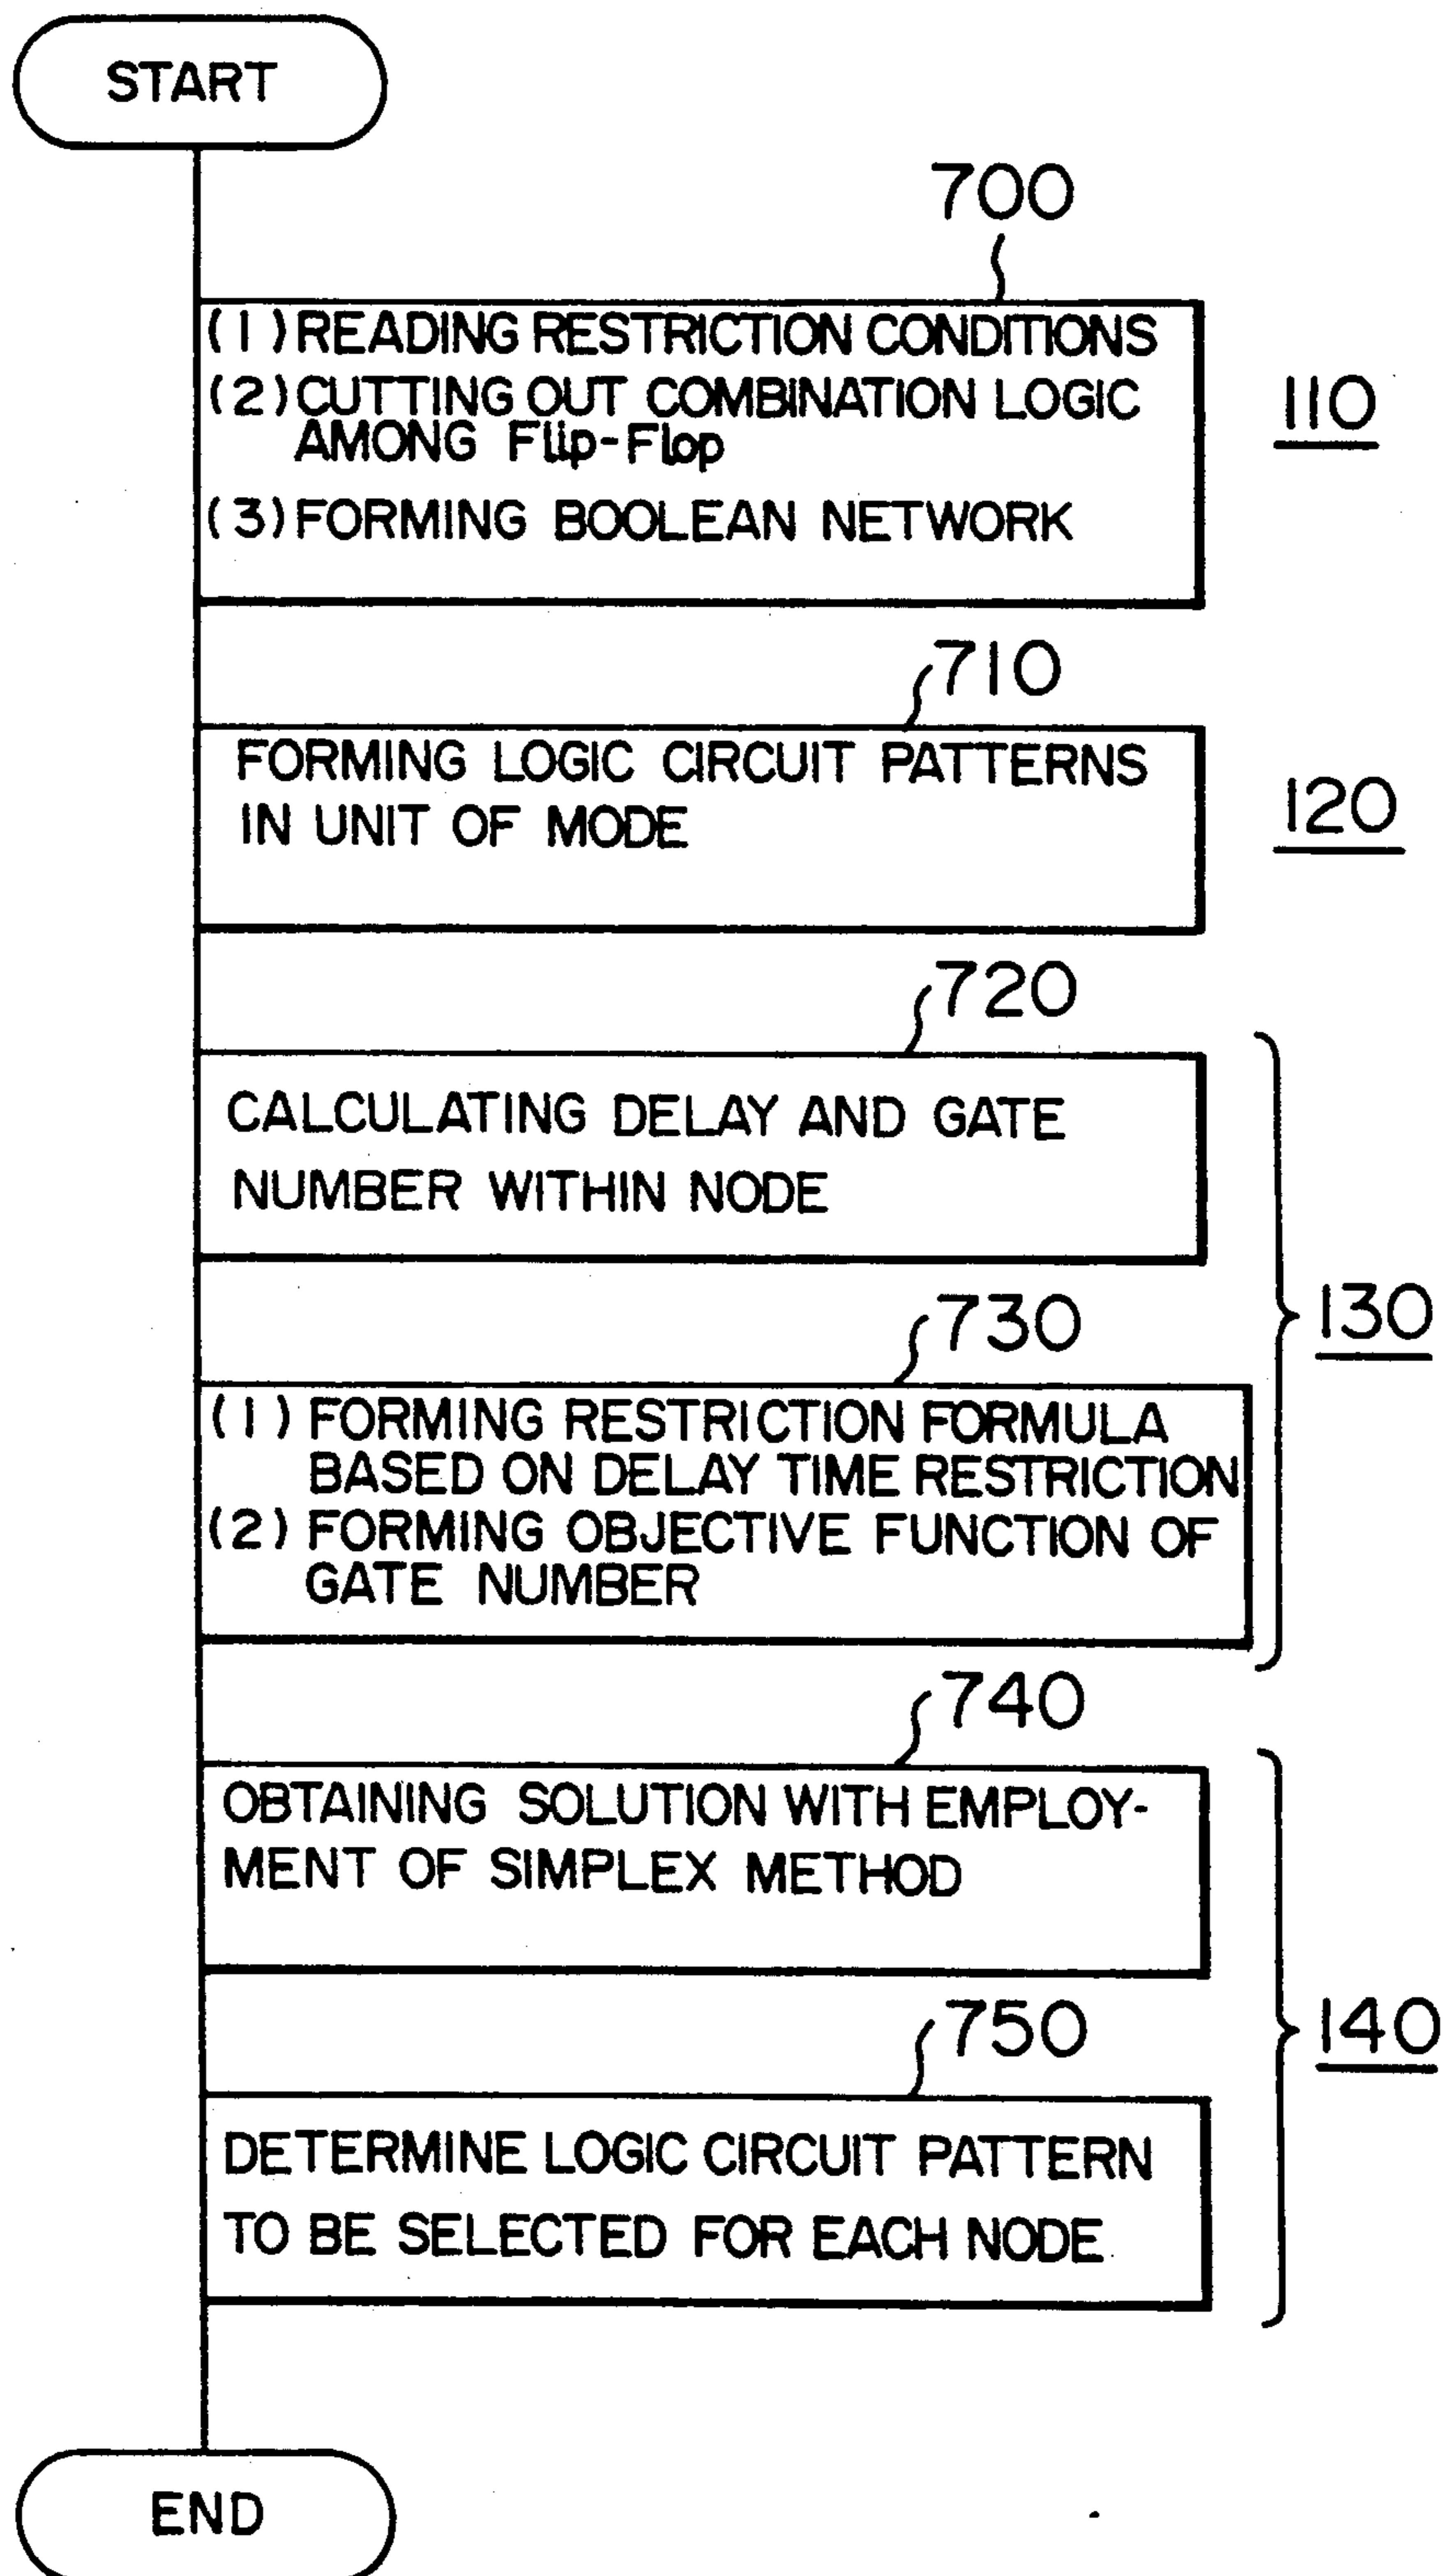 START
700
(1) READING RESTRICTION CONDITIONS
(2) CUTTING OUT COMBINATION LOGIC
AMONG Flip-Flop
(3) FORMING BOOLEAN NETWORK
110
710
FORMING LOGIC CIRCUIT PATTERNS
IN UNIT OF MODE
120
720
CALCULATING DELAY AND GATE
NUMBER WITHIN NODE
130
730
(1) FORMING RESTRICTION FORMULA
BASED ON DELAY TIME RESTRICTION
(2) FORMING OBJECTIVE FUNCTION OF
GATE NUMBER
740
OBTAINING SOLUTION WITH EMPLOY-
MENT OF SIMPLEX METHOD
140
750
DETERMINE LOGIC CIRCUIT PATTERN
TO BE SELECTED FOR EACH NODE
END